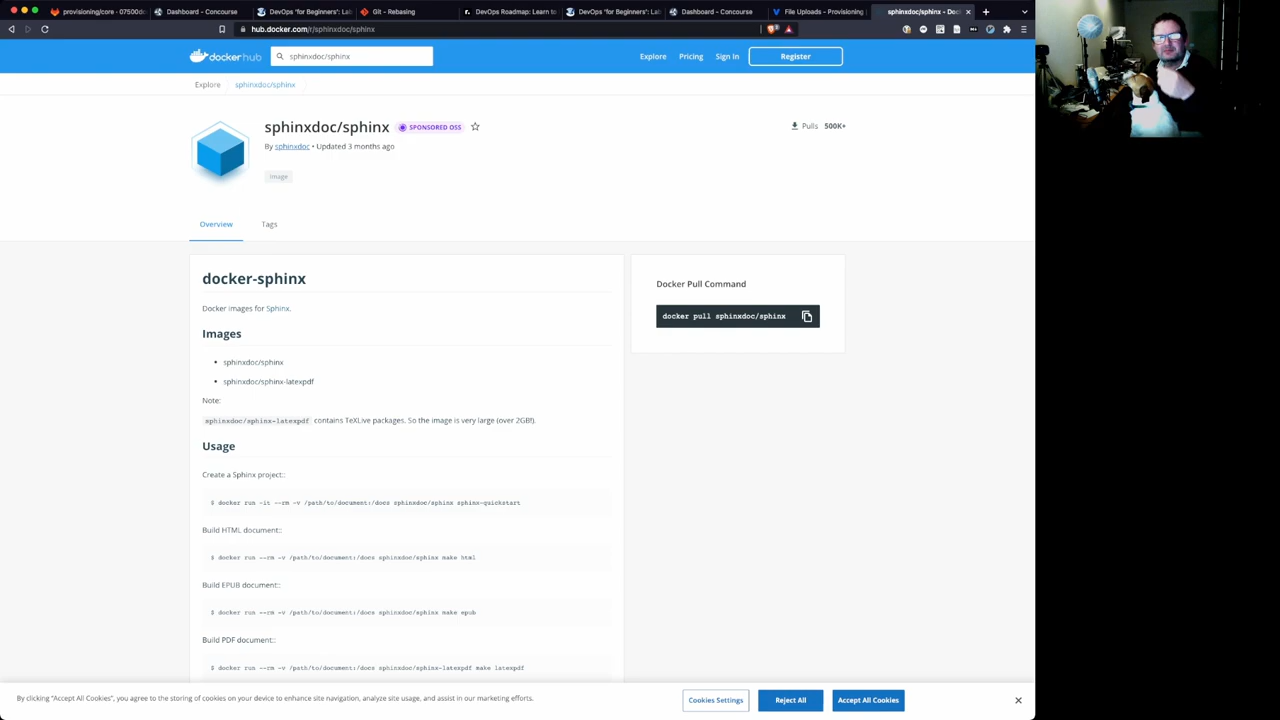 provisioning/core - 07500d
Dashboard – Concourse
DevOps "for Beginners": Lab
Git - Rebasing
DevOps Roadmap: Learn to
DevOps "for Beginners": Lab
Dashboard – Concourse
File Uploads – Provisioning |
sphinxdoc/sphinx - Doc
hub.docker.com/r/sphinxdoc/sphinx
dockerhub
sphinxdoc/sphinx
Explore
Pricing
Sign In
Register
Explore
sphinxdoc/sphinx
sphinxdoc/sphinx
SPONSORED OSS
Pulls 500K+
By sphinxdoc • Updated 3 months ago
Image
Overview
Tags
docker-sphinx
Docker images for Sphinx.
Images
• sphinxdoc/sphinx
• sphinxdoc/sphinx-latexpdf
Note:
sphinxdoc/sphinx-latexpdf contains TeXLive packages. So the image is very large (over 2GB!).
Usage
Create a Sphinx project::
$ docker run -it --rm -v /path/to/document:/docs sphinxdoc/sphinx sphinx-quickstart
Build HTML document::
$ docker run --rm -v /path/to/document:/docs sphinxdoc/sphinx make html
Build EPUB document::
$ docker run --rm -v /path/to/document:/docs sphinxdoc/sphinx make epub
Build PDF document::
$ docker run --rm -v /path/to/document:/docs sphinxdoc/sphinx-latexpdf make latexpdf
Docker Pull Command
docker pull sphinxdoc/sphinx
By clicking "Accept All Cookies", you agree to the storing of cookies on your device to enhance site navigation, analyze site usage, and assist in our marketing efforts.
Cookies Settings
Reject All
Accept All Cookies